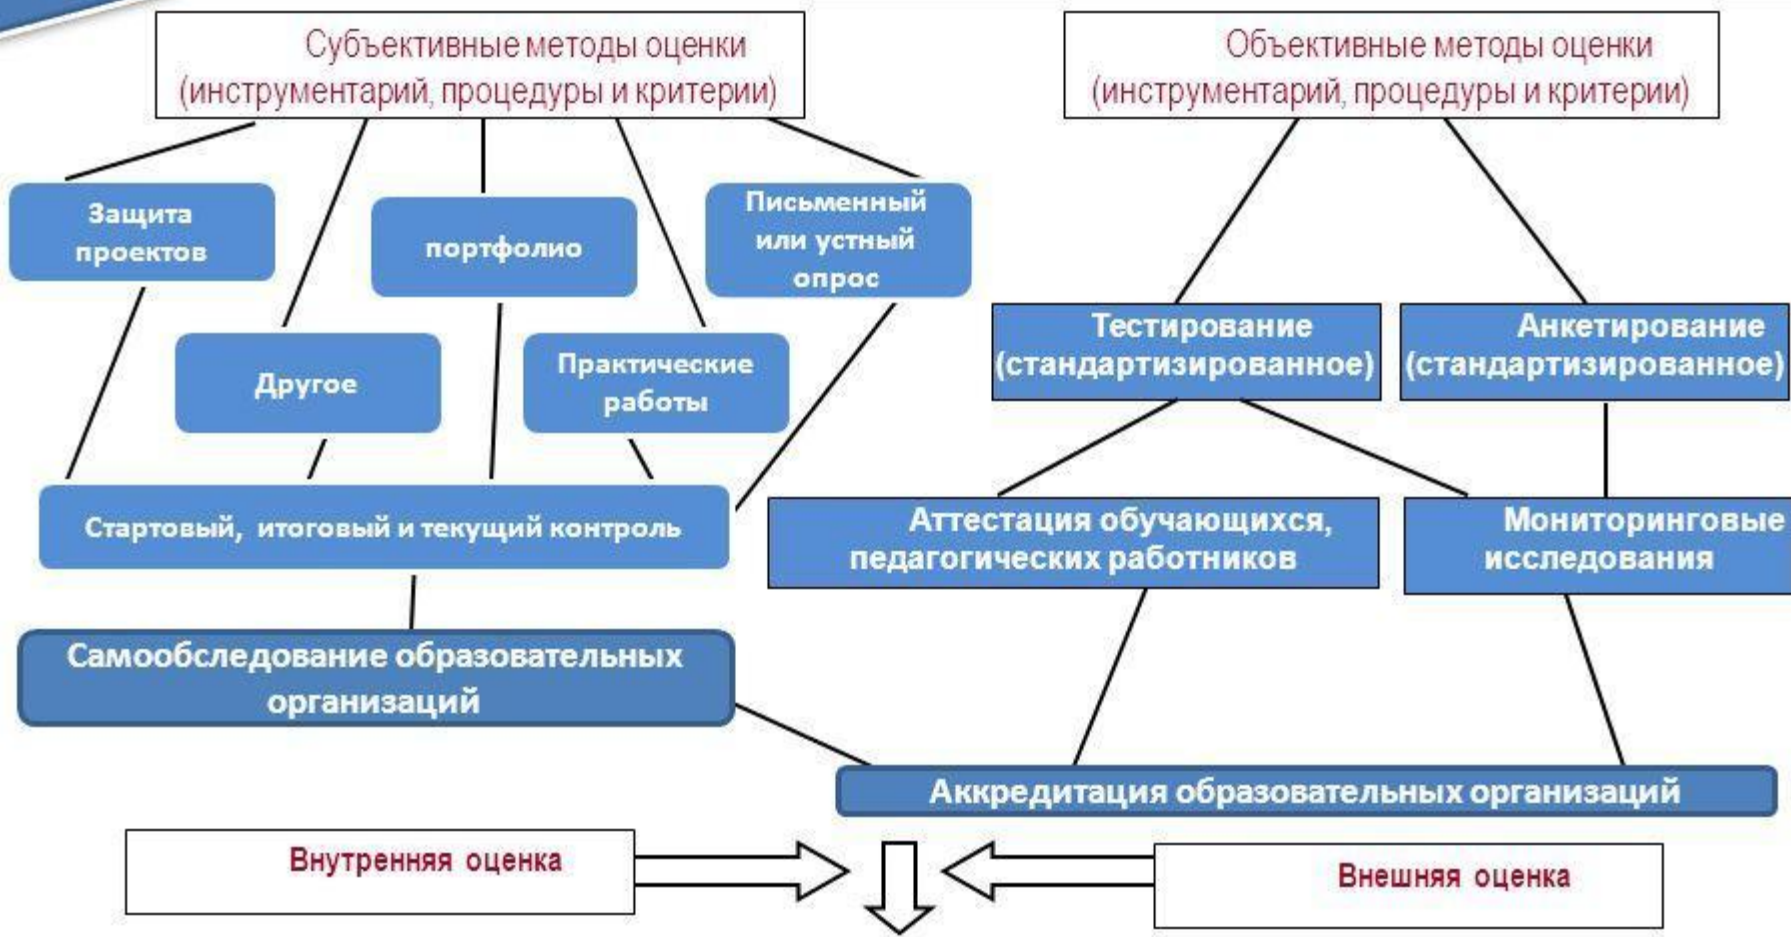 Субъективные методы оценки
(инструментарий, процедуры и критерии)
Объективные методы оценки
(инструментарий, процедуры и критерии)
Защита
проектов
портфолио
Письменный
или устный
опрос
Другое
Практические
работы
Тестирование
(стандартизированное)
Анкетирование
(стандартизированное)
Стартовый, итоговый и текущий контроль
Аттестация обучающихся,
педагогических работников
Мониторинговые
исследования
Самообследование образовательных
организаций
Аккредитация образовательных организаций
Внутренняя оценка
Внешняя оценка